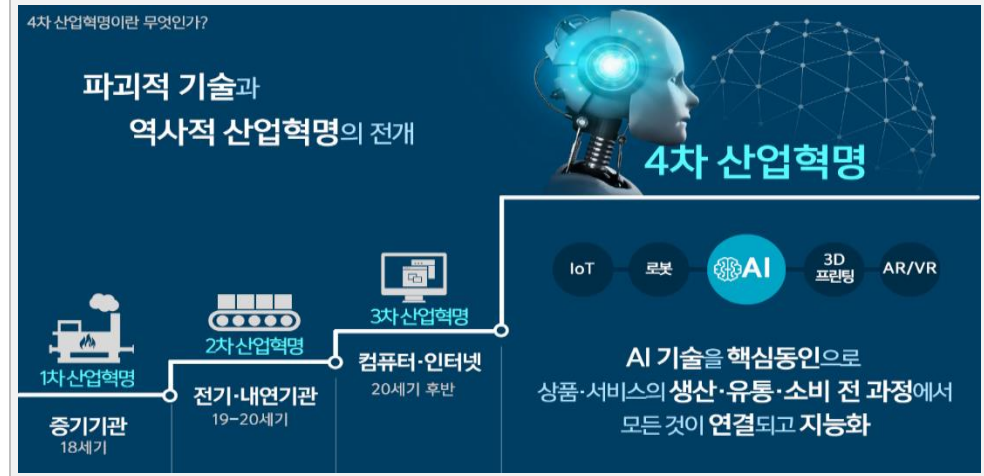 4차 산업혁명이란 무엇인가?
파괴적 기술과
역사적 산업혁명의 전개
4차 산업혁명
IoT
로봇
AI
3D
프린팅
AR/VR
1차 산업혁명
증기기관
18세기
2차 산업혁명
전기·내연기관
19-20세기
3차 산업혁명
컴퓨터·인터넷
20세기 후반
AI 기술을 핵심동인으로
상품·서비스의 생산·유통·소비 전 과정에서
모든 것이 연결되고 지능화